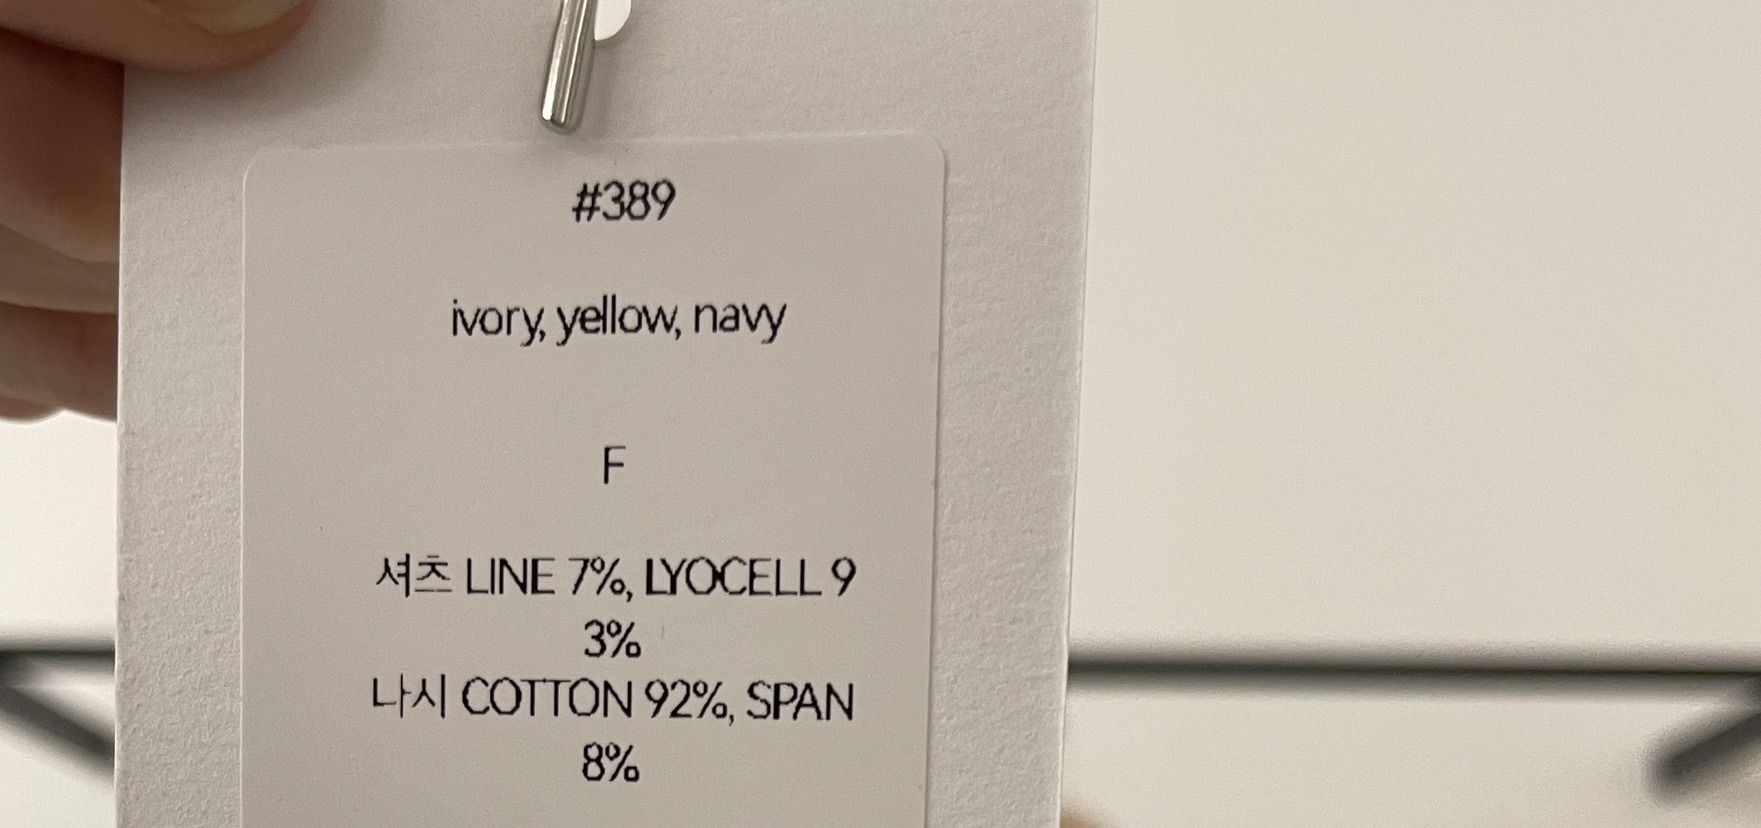 #389
ivory, yellow, navy
F
셔츠 LINE 7%, LYOCELL 9
3%
나시 COTTON 92%, SPAN
8%